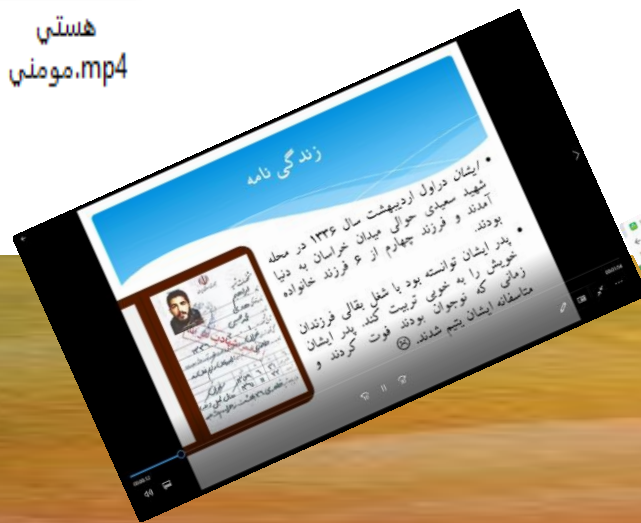 هستي
مومني.mp4
زندگی نامه
• ایشان دراول اردیبهشت سال ۱۳۳۶ در محله
شهید سعیدی حوالی میدان خراسان به دنیا
آمدند و فرزند چهارم از ۶ فرزند خانواده
بودند.
• پدر ایشان توانسته بود با شغل بقالی فرزندان
خویش را به خوبی تربیت کند. پدر ایشان
زمانی که نوجوان بودند فوت کردند و
متاسفانه ایشان یتیم شدند. ☹